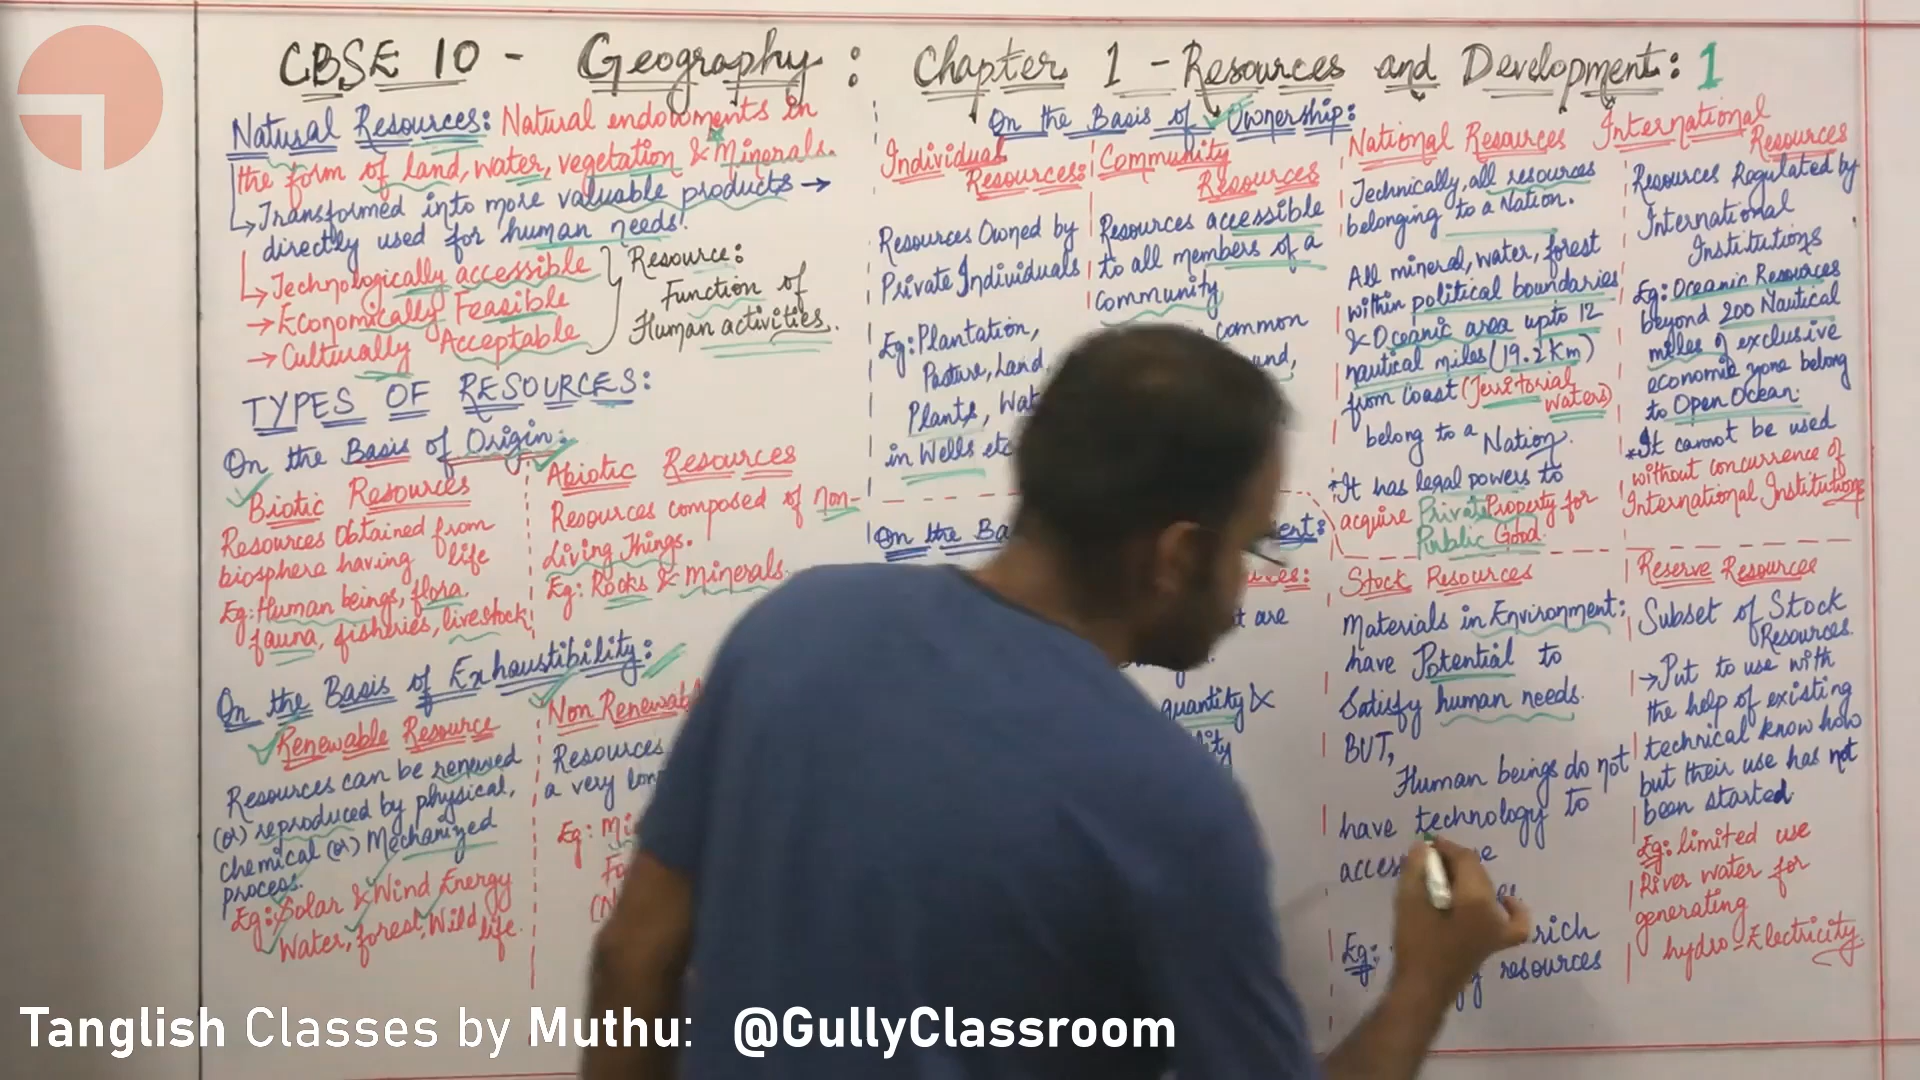 CBSE 10 - Geography : Chapter 1 - Resources and Development: 1
Natural Resources: Natural endowments in
the form of land, water, vegetation & Minerals.
Transformed into more valuable products →
directly used for human needs!
→ Technologically accessible
→ Economically Feasible
→ Culturally Acceptable
Resource:
Function of
Human activities.
TYPES OF RESOURCES:
On the Basis of Origin:
Biotic Resources
Resources Obtained from
biosphere having life
Eg: Human beings, flora,
fauna, fisheries, livestock
Abiotic Resources
Resources composed of non-
Living Things.
Eg: Rocks & Minerals.
On the Basis of Exhaustibility:
Renewable Resource
Resources can be renewed
(or) reproduced by physical,
chemical (or) Mechanized
process.
Eg: Solar & Wind Energy
Water, forest, Wild life.
Non Renewab
Resources
a very lon
Eg: Mi
On the Basis of Ownership:
Individual
Resources:
Resources Owned by
Private Individuals
Eg: Plantation,
Pasture, Land,
Plants, Wat
in Wells etc
Community
Resources
Resources accessible
to all members of a
Community
common
National Resources
Technically, all resources
belonging to a Nation.
All mineral, water, forest
within political boundaries
& Oceanic area upto 12
nautical miles (19.2 Km)
from Coast (Territorial
Waters)
belong to a Nation.
*It has legal powers to
acquire Private Property for
Public Good.
International
Resources
Resources Regulated by
International
Institutions
Eg: Oceanic Resources
beyond 200 Nautical
miles of exclusive
economic zone belong
to Open Ocean.
*It cannot be used
without concurrence of
International Institutions
On the Ba
ent:
are
quantity &
Stock Resources
Materials in Environment:
have Potential to
Satisfy human needs.
BUT,
Human beings do not
have technology to
access
Eg: rich
resources
Reserve Resources
Subset of Stock
Resources.
→ Put to use with
the help of existing
technical know how
but their use has not
been started
Eg: limited use
River water for
generating
hydro-Electricity.
Tanglish Classes by Muthu: @GullyClassroom